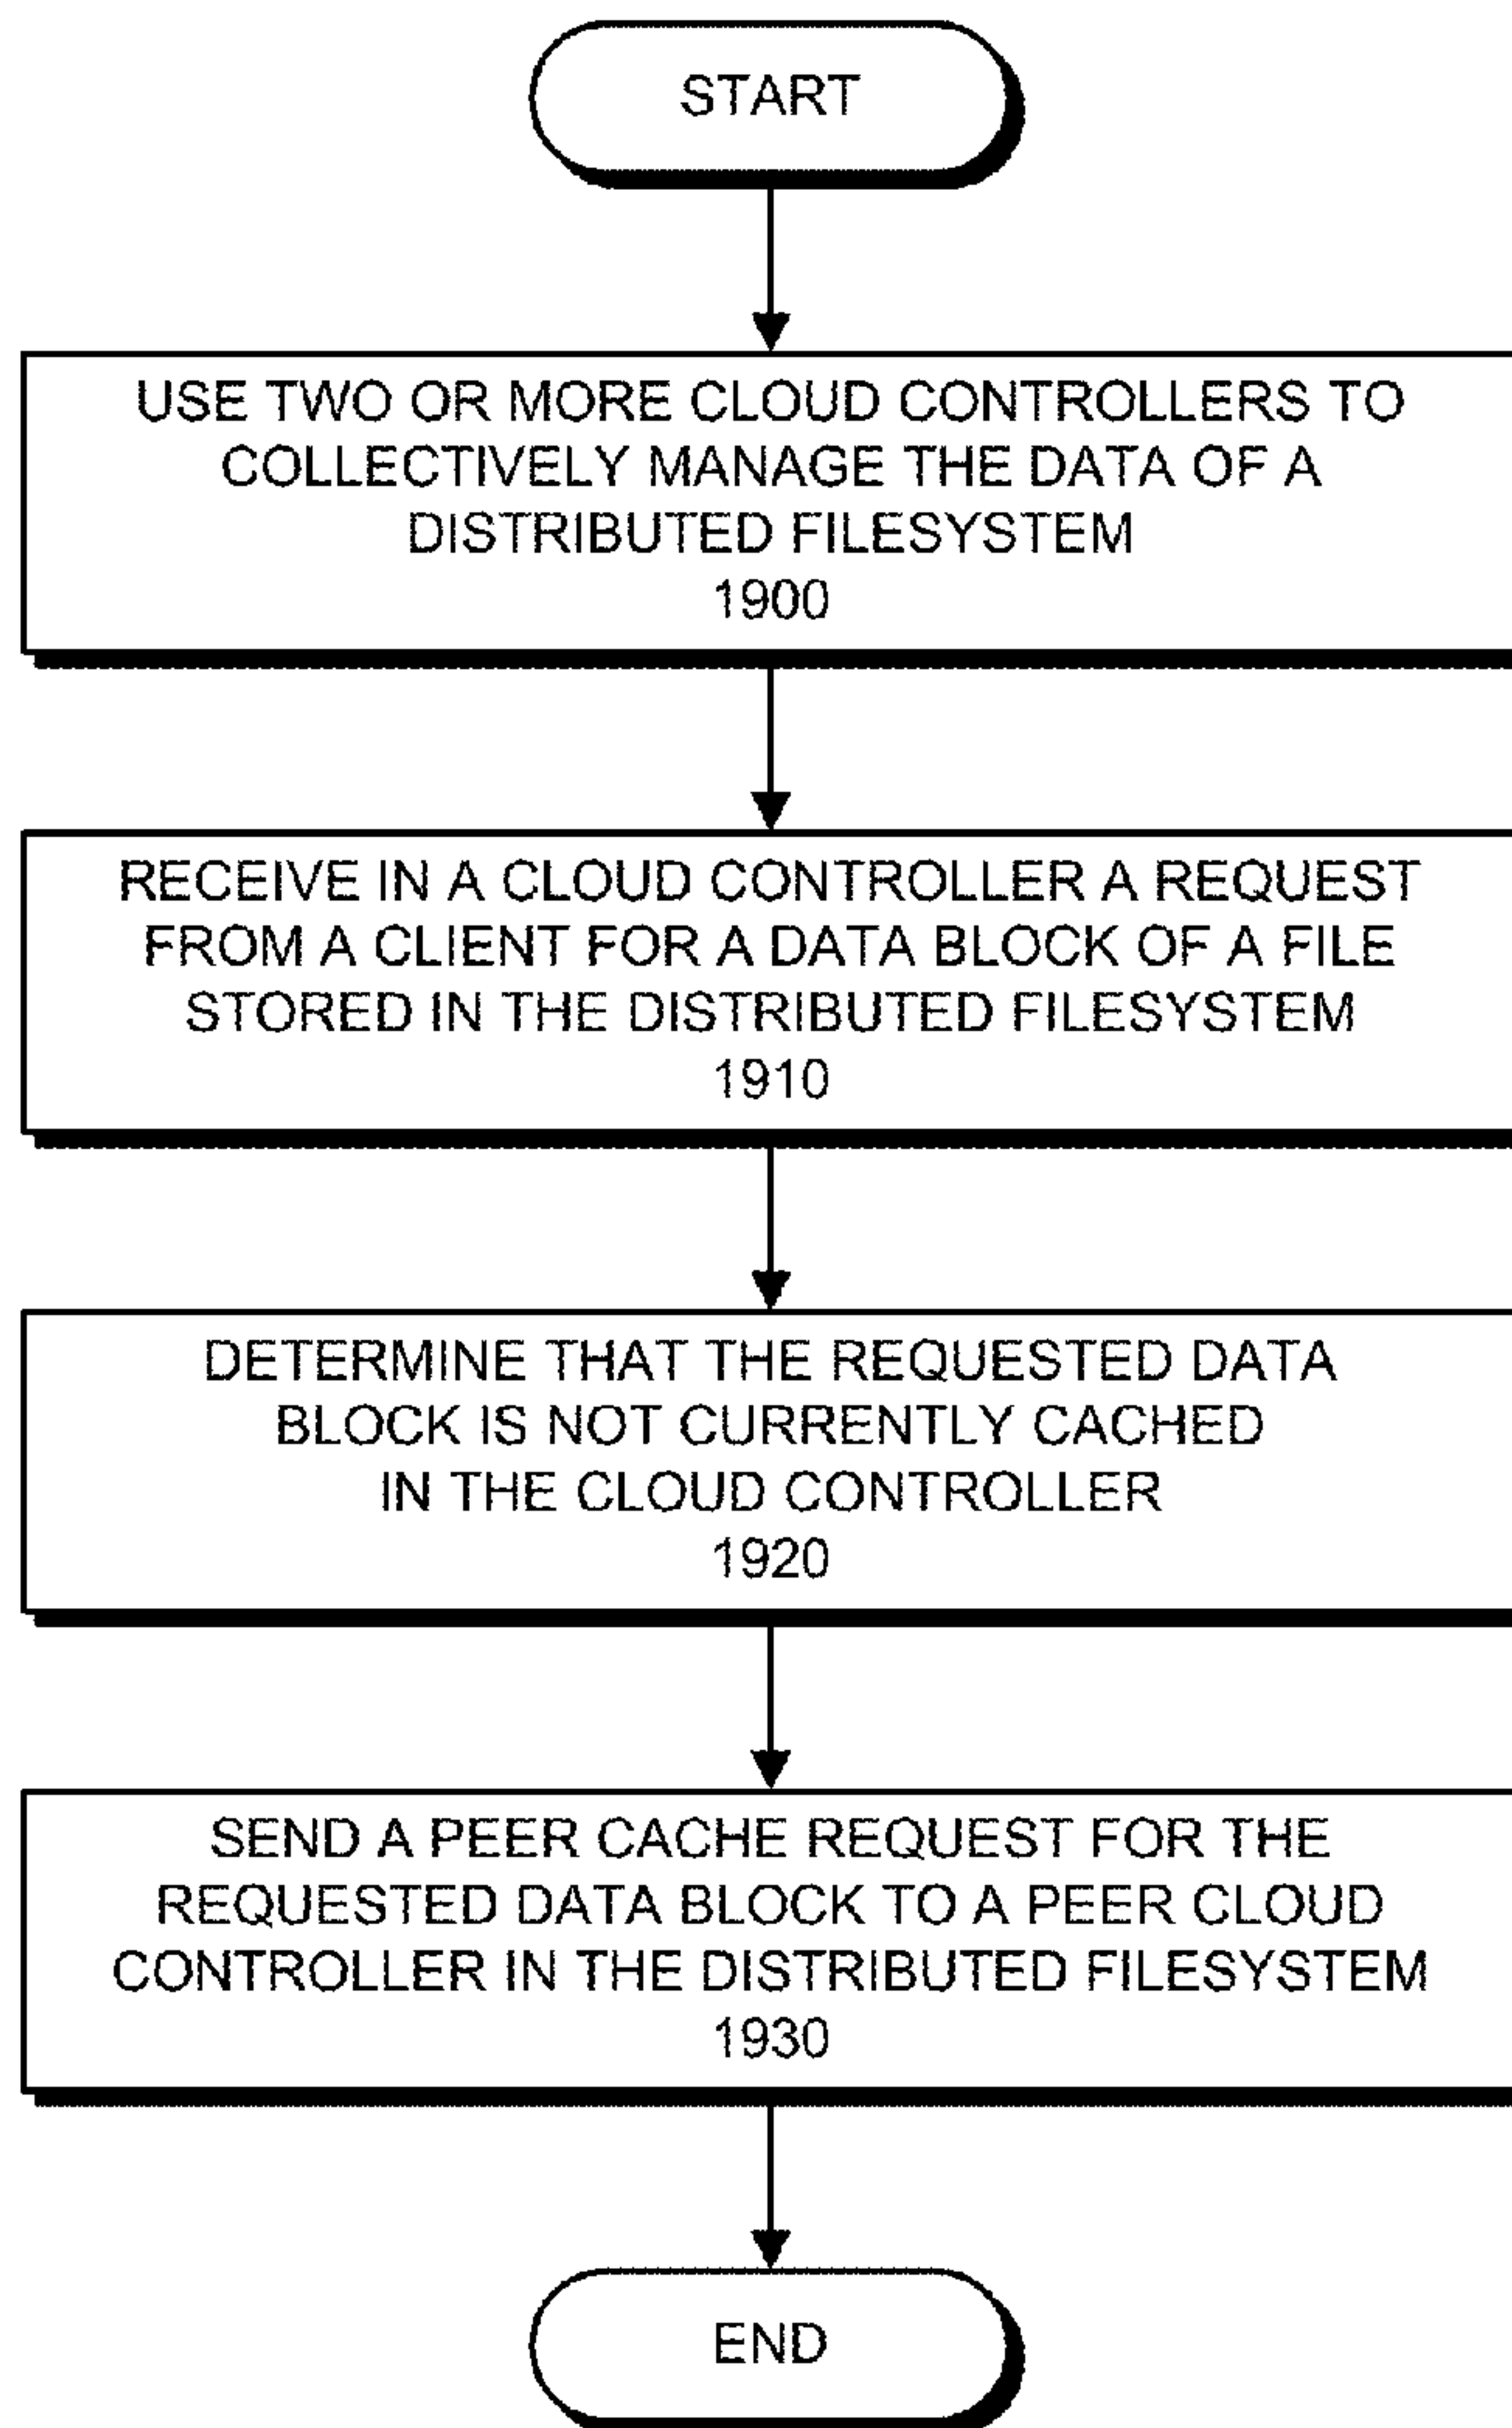 START
USE TWO OR MORE CLOUD CONTROLLERS TO
COLLECTIVELY MANAGE THE DATA OF A
DISTRIBUTED FILESYSTEM
1900
RECEIVE IN A CLOUD CONTROLLER A REQUEST
FROM A CLIENT FOR A DATA BLOCK OF A FILE
STORED IN THE DISTRIBUTED FILESYSTEM
1910
DETERMINE THAT THE REQUESTED DATA
BLOCK IS NOT CURRENTLY CACHED
IN THE CLOUD CONTROLLER
1920
SEND A PEER CACHE REQUEST FOR THE
REQUESTED DATA BLOCK TO A PEER CLOUD
CONTROLLER IN THE DISTRIBUTED FILESYSTEM
1930
END